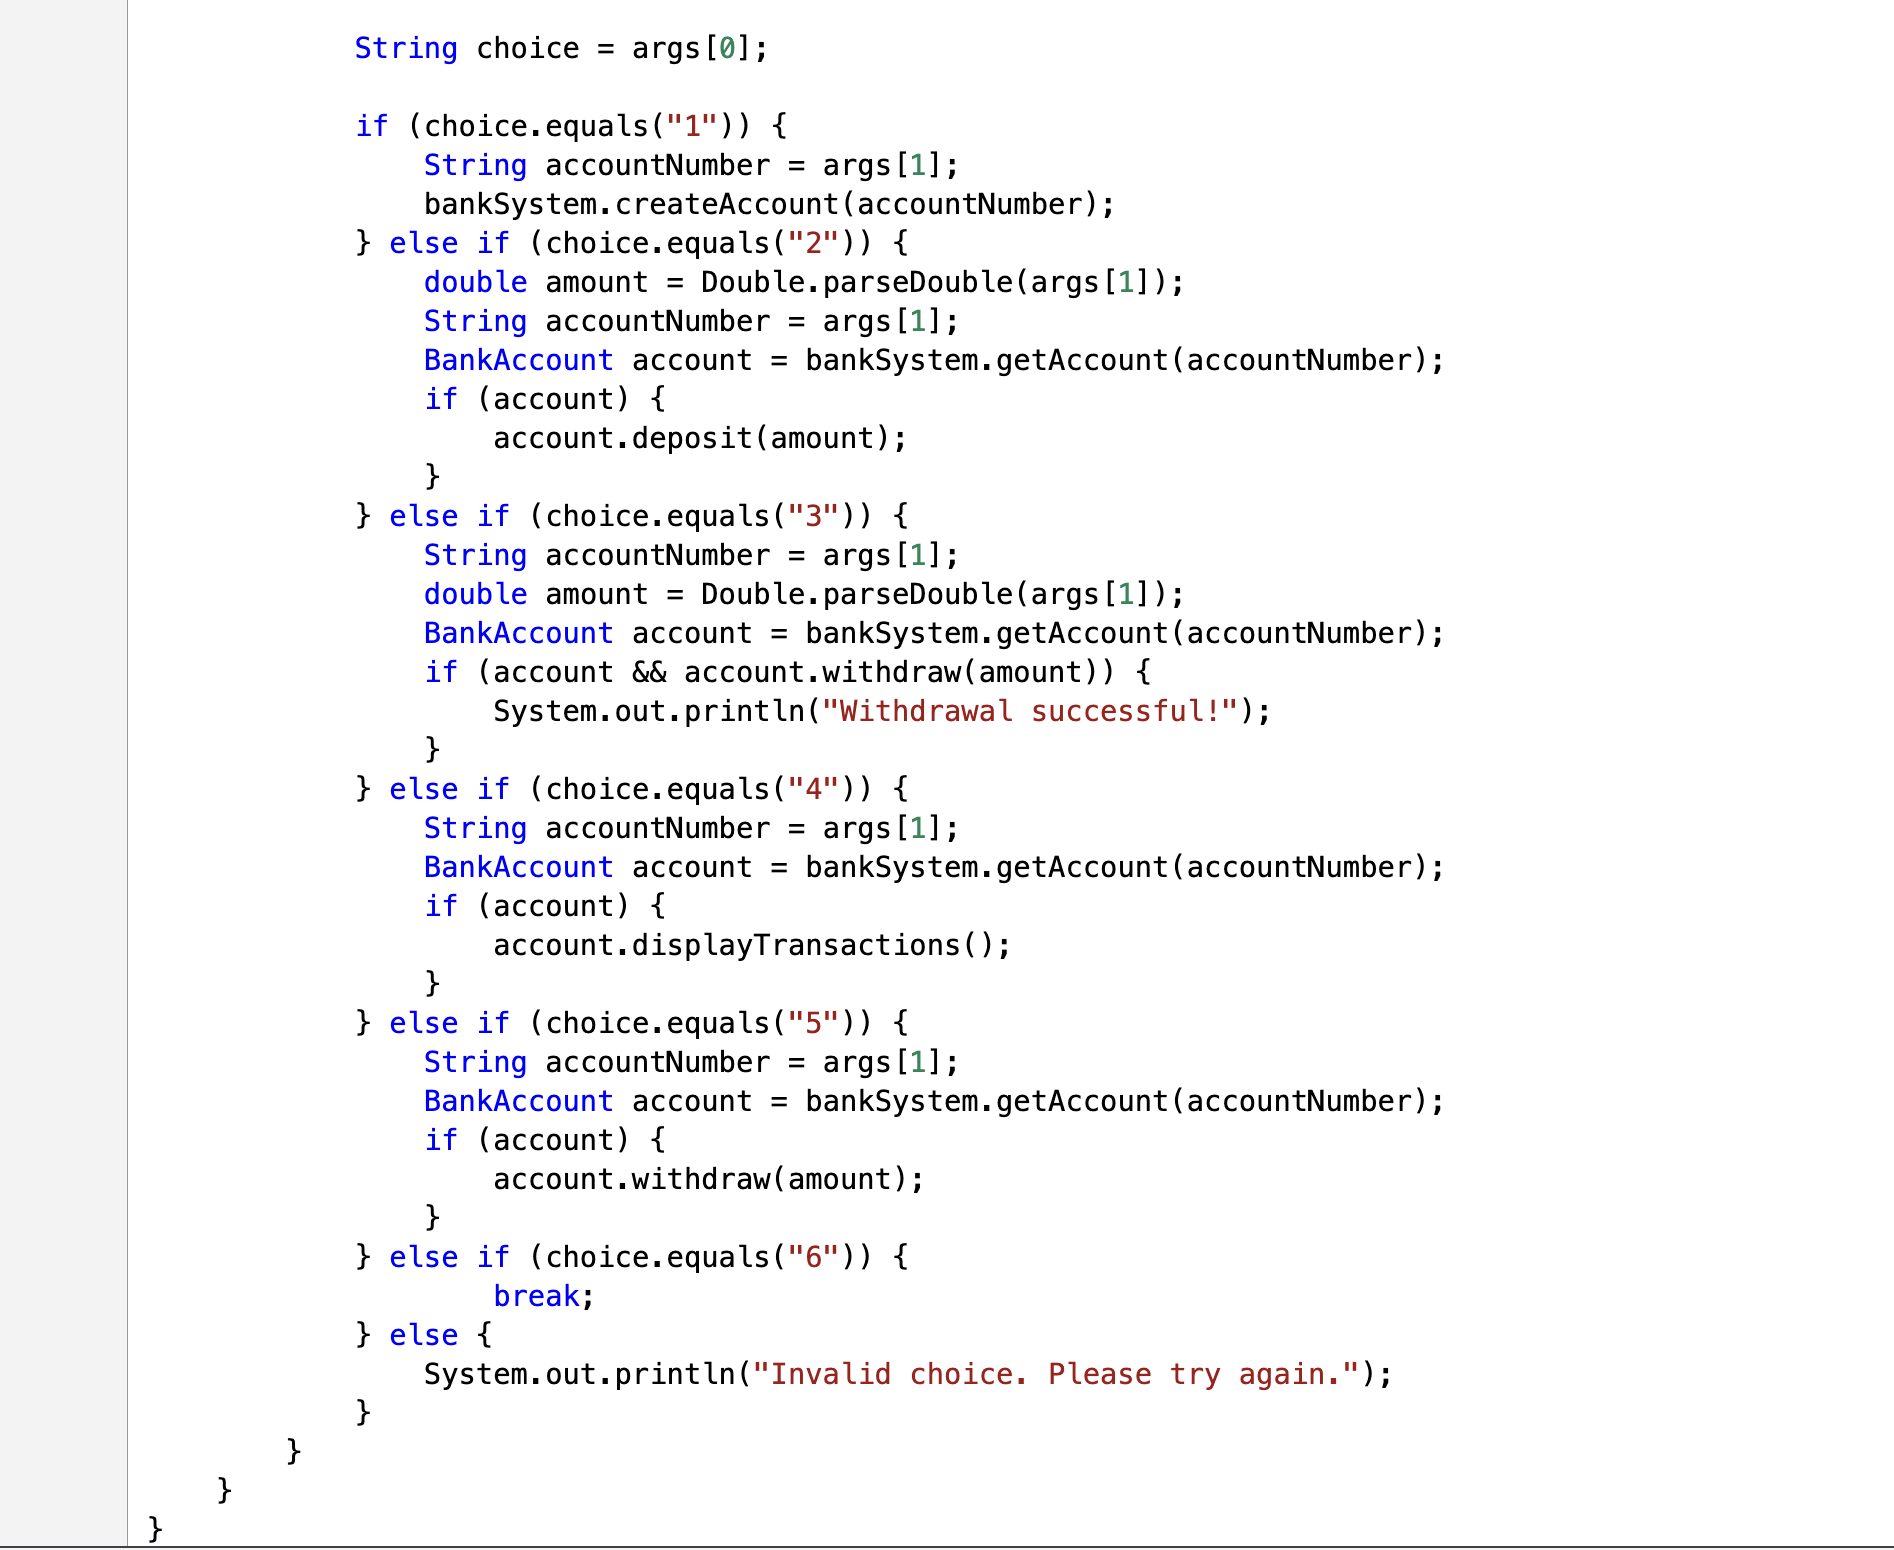 String choice = args[0];
if (choice.equals("1")) {
String accountNumber = args[1];
bankSystem.createAccount(accountNumber);
} else if (choice.equals("2")) {
double amount = Double.parseDouble(args[1]);
String accountNumber = args[1];
BankAccount account = bankSystem.getAccount(accountNumber);
if (account) {
account.deposit(amount);
}
} else if (choice.equals("3")) {
String accountNumber = args[1];
double amount = Double.parseDouble(args[1]);
BankAccount account = bankSystem.getAccount(accountNumber);
if (account && account.withdraw(amount)) {
System.out.println("Withdrawal successful!");
}
} else if (choice.equals("4")) {
String accountNumber = args[1];
BankAccount account = bankSystem.getAccount(accountNumber);
if (account) {
account.displayTransactions();
}
} else if (choice.equals("5")) {
String accountNumber = args[1];
BankAccount account = bankSystem.getAccount(accountNumber);
if (account) {
account.withdraw(amount);
}
} else if (choice.equals("6")) {
break;
} else {
System.out.println("Invalid choice. Please try again.");
}
}
}
}